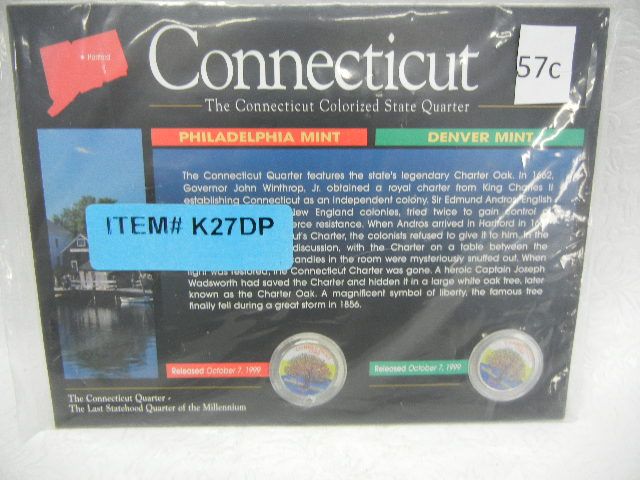 Hartford
Connecticut
57c
The Connecticut Colorized State Quarter
PHILADELPHIA MINT
DENVER MINT
The Connecticut Quarter features the state's legendary Charter Oak. In 1662,
Governor John Winthrop, Jr. obtained a royal charter from King Charles II
establishing Connecticut as an independent colony. Sir Edmund Andros, English
New England colonies, tried twice to gain control
resistance. When Andros arrived in Hartford in
Charter, the colonists refused to give it to him. In the
discussion, with the Charter on a table between the
candles in the room were mysteriously snuffed out. When
light was restored, the Connecticut Charter was gone. A heroic Captain Joseph
Wadsworth had saved the Charter and hidden it in a large white oak tree, later
known as the Charter Oak. A magnificent symbol of liberty, the famous tree
finally fell during a great storm in 1856.
ITEM# K27DP
Released October 7, 1999
Released October 7, 1999
The Connecticut Quarter -
The Last Statehood Quarter of the Millennium